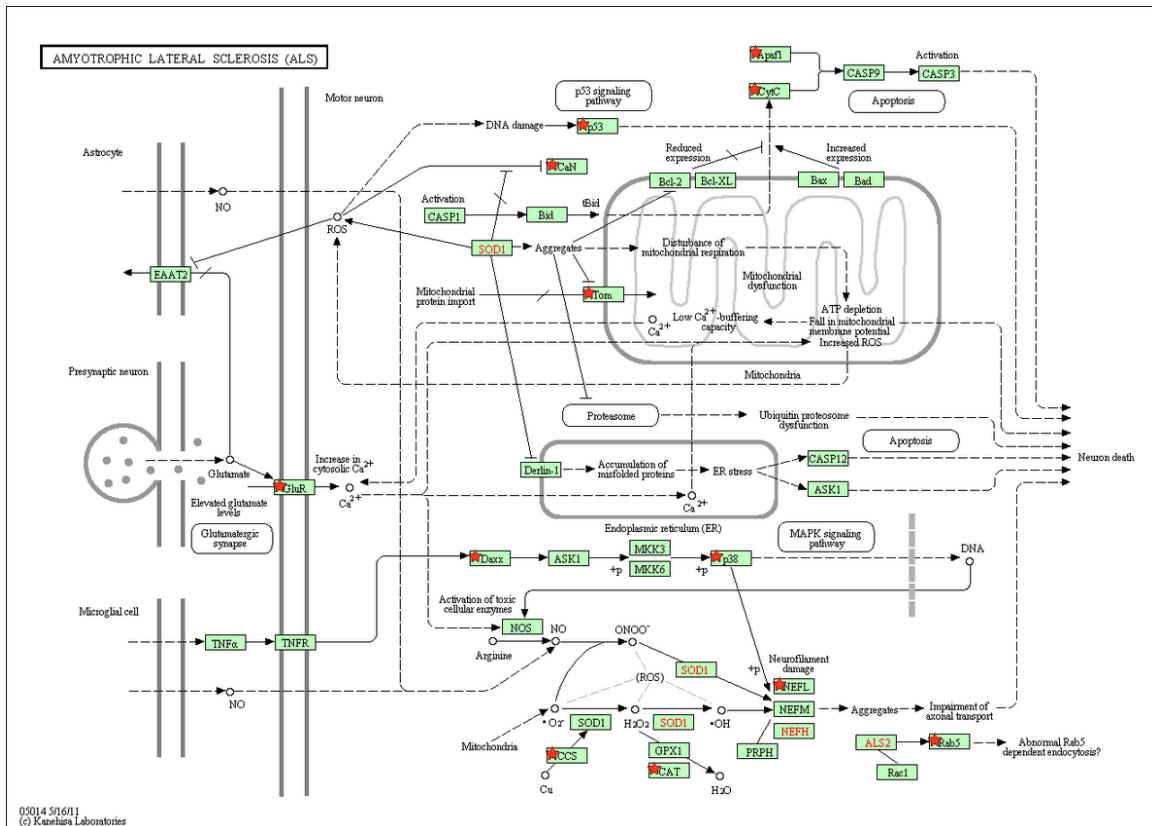 AMYOTROPHIC LATERAL SCLEROSIS (ALS)
Motor neuron
Astrocyte
NO
ROS
EAAT2
Presynaptic neuron
Glutamate
Elevated glutamate
levels
Glutamatergic
synapse
GluR
Increase in
cytosolic Ca2+
Ca2+
Microglial cell
TNFα
TNFR
NO
p53 signaling
pathway
DNA damage
p53
CaN
Activation
CASP1
Bid
tBid
SOD1
Aggregates
Mitochondrial
protein import
Tom
Apaf1
CytC
CASP9
Activation
CASP3
Apoptosis
Reduced
expression
Increased
expression
Bcl-2
Bcl-XL
Bax
Bad
Disturbance of
mitochondrial respiration
Mitochondrial
dysfunction
ATP depletion
Fall in mitochondrial
membrane potential
Increased ROS
Low Ca2+-buffering
capacity
Ca2+
Mitochondria
Proteasome
Ubiquitin proteosome
dysfunction
Apoptosis
Derlin-1
Accumulation of
misfolded proteins
ER stress
CASP12
ASK1
Ca2+
Neuron death
Endoplasmic reticulum (ER)
Daxx
ASK1
MKK3
MKK6
+p
+p
p38
MAPK signaling
pathway
DNA
Activation of toxic
cellular enzymes
NOS
Arginine
NO
ONOO-
SOD1
(ROS)
+p
Neurofilament
damage
NEFL
NEFM
NEFH
PRPH
Mitochondria
•O2-
SOD1
H2O2
SOD1
•OH
CCS
Cu
GPX1
CAT
H2O
Aggregates
Impairment of
axonal transport
ALS2
Rab5
Rac1
Abnormal Rab5
dependent endocytosis?
05014 5/16/11
(c) Kanehisa Laboratories